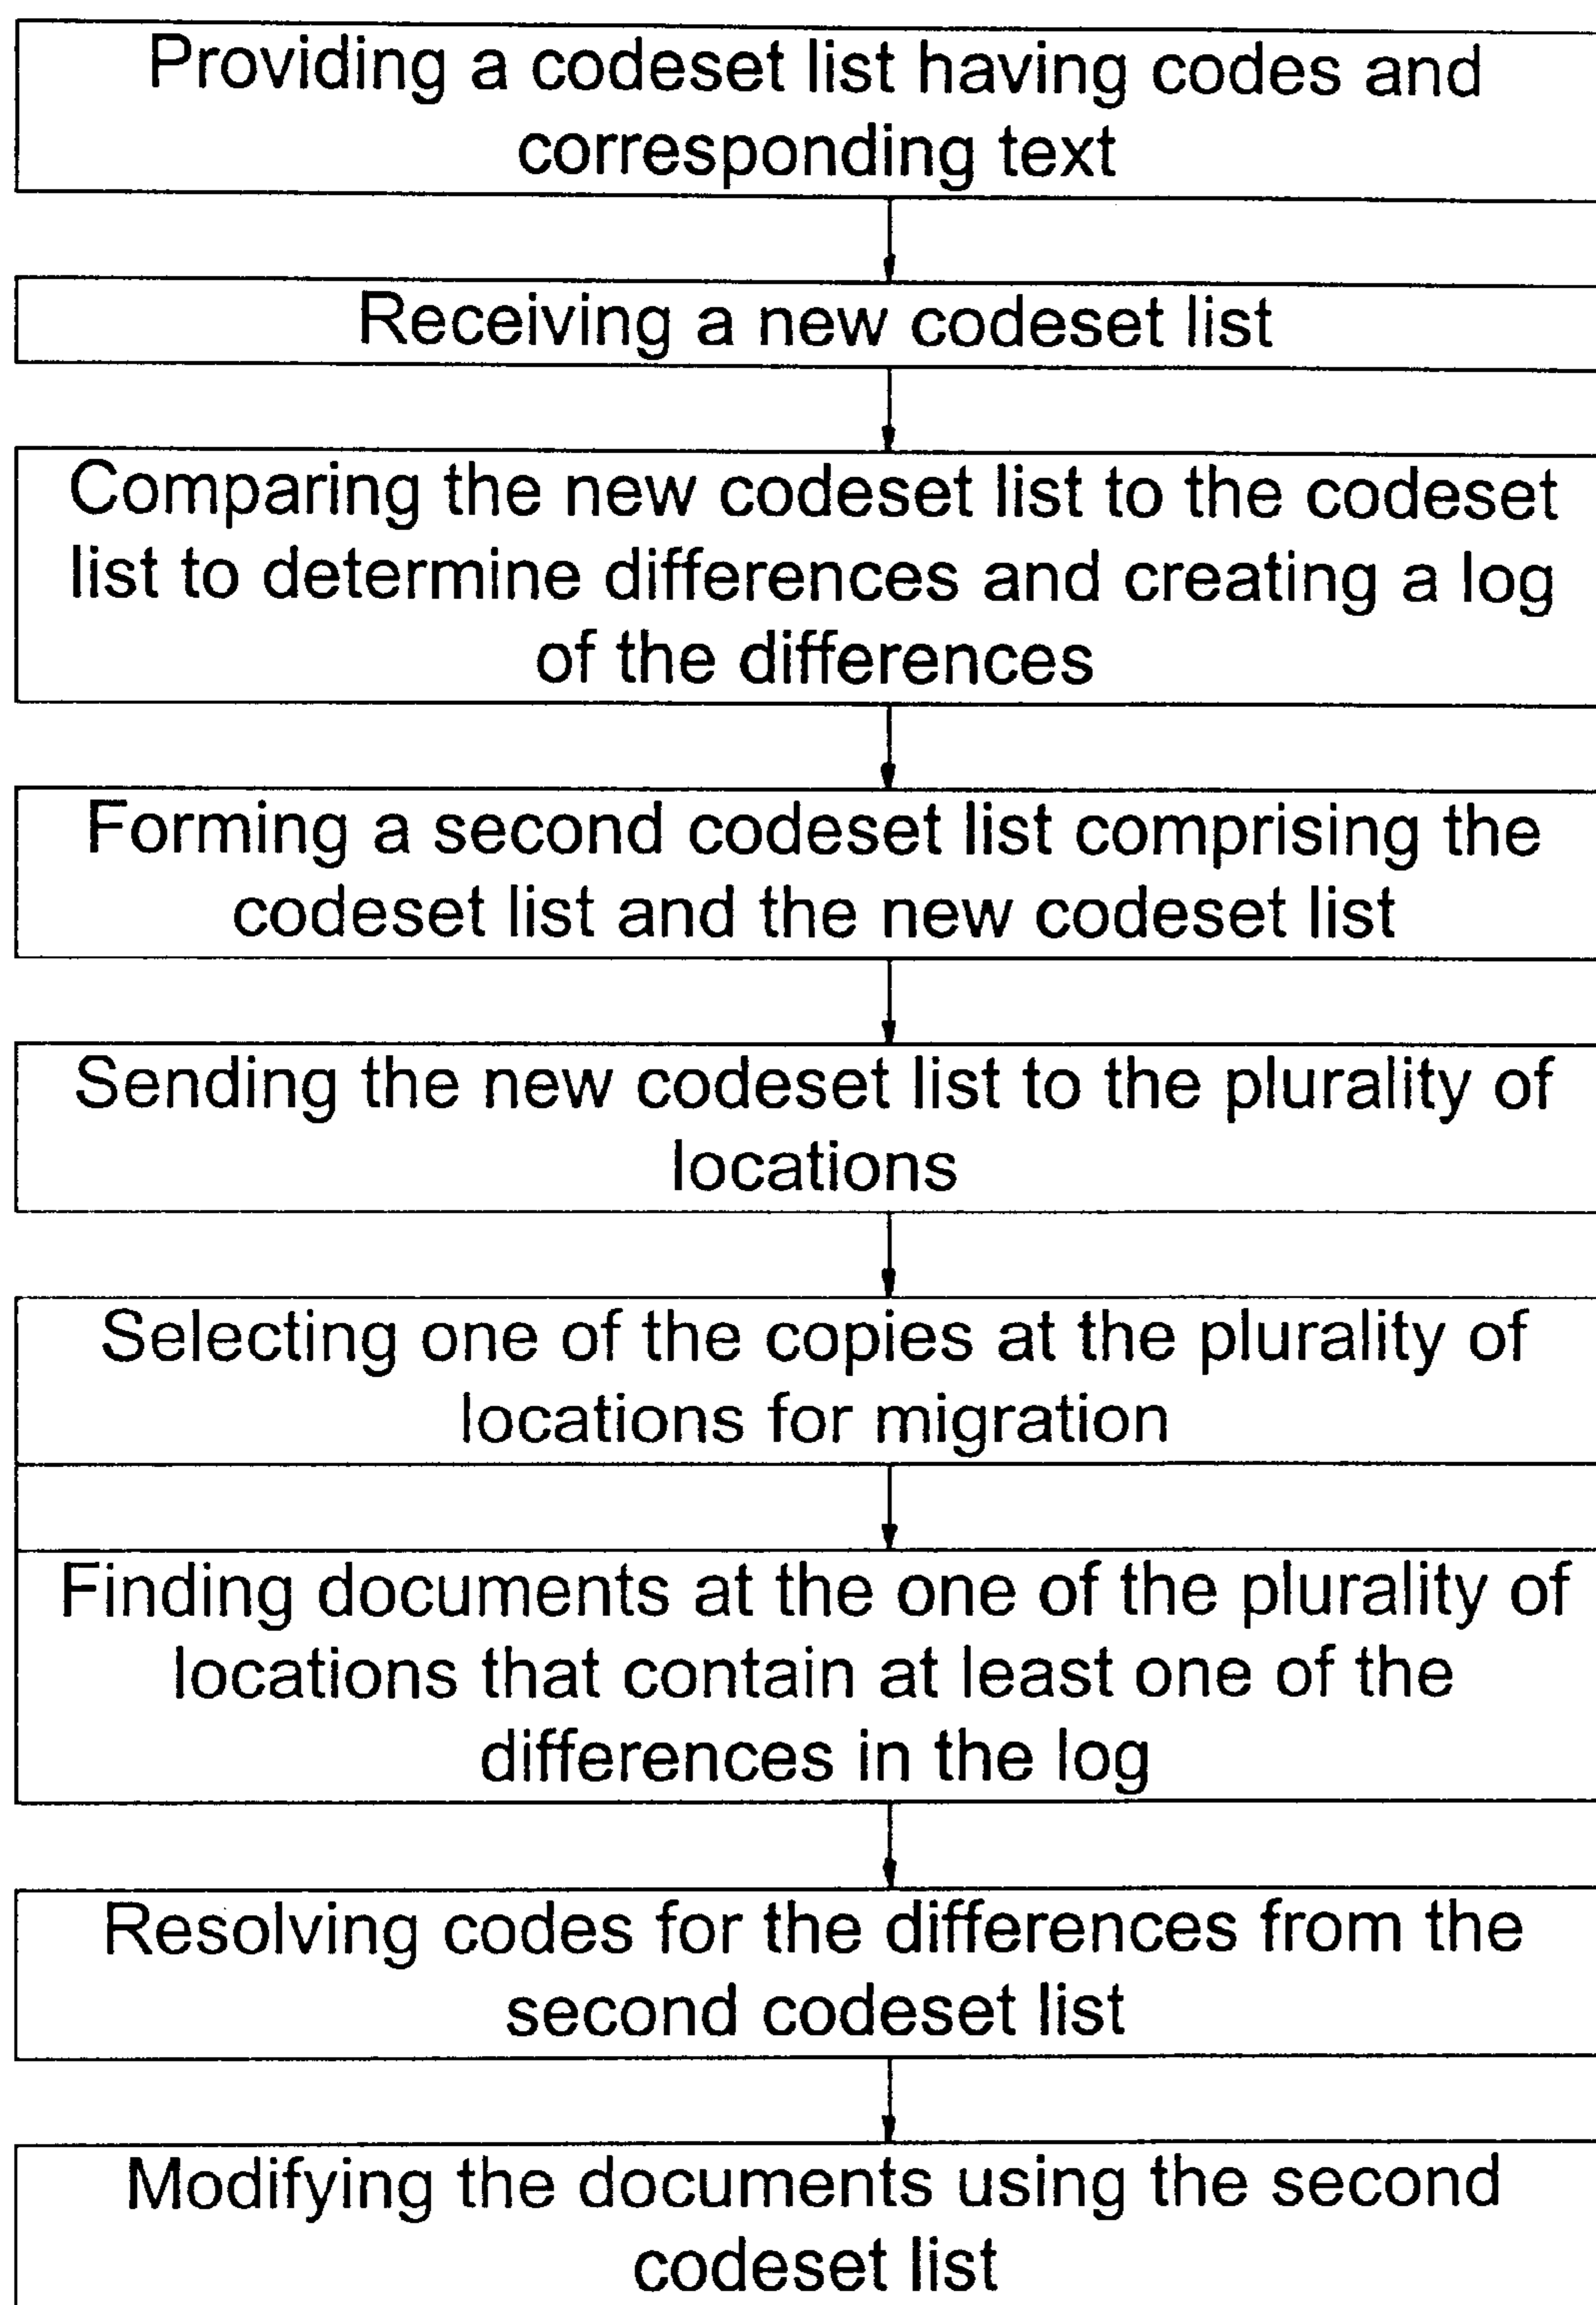 Providing a codeset list having codes and
corresponding text
Receiving a new codeset list
Comparing the new codeset list to the codeset
list to determine differences and creating a log
of the differences
Forming a second codeset list comprising the
codeset list and the new codeset list
Sending the new codeset list to the plurality of
locations
Selecting one of the copies at the plurality of
locations for migration
Finding documents at the one of the plurality of
locations that contain at least one of the
differences in the log
Resolving codes for the differences from the
second codeset list
Modifying the documents using the second
codeset list